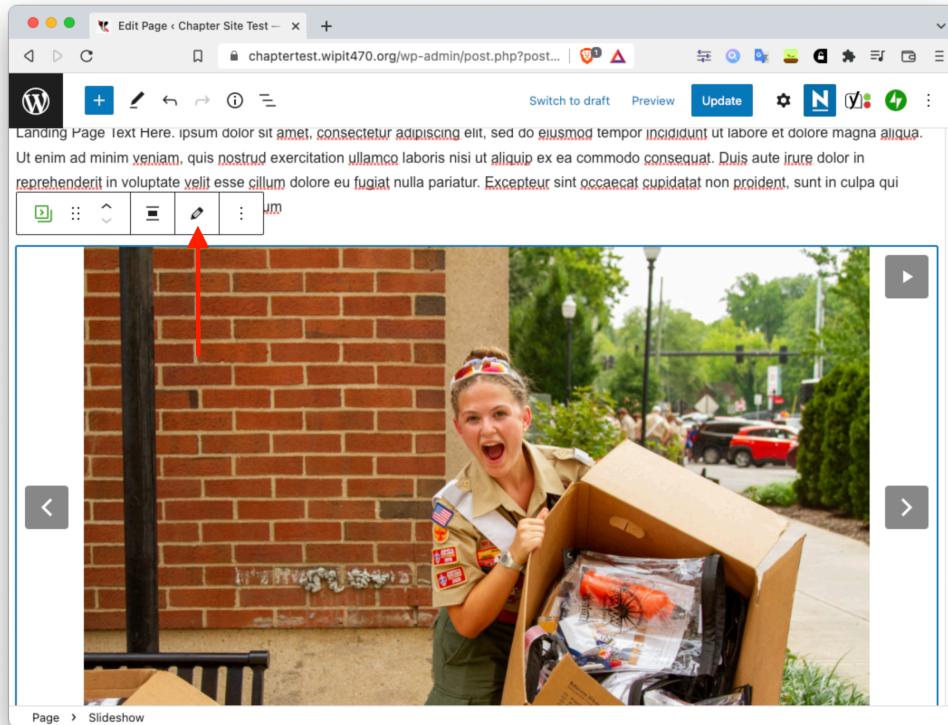 Edit Page ‹ Chapter Site Test —
chaptertest.wipit470.org/wp-admin/post.php?post...
1
Switch to draft
Preview
Update
Landing Page Text Here. Ipsum dolor sit amet, consectetur adipiscing elit, sed do eiusmod tempor incididunt ut labore et dolore magna aliqua.
Ut enim ad minim veniam, quis nostrud exercitation ullamco laboris nisi ut aliquip ex ea commodo consequat. Duis aute irure dolor in
reprehenderit in voluptate velit esse cillum dolore eu fugiat nulla pariatur. Excepteur sint occaecat cupidatat non proident, sunt in culpa qui
um
Page > Slideshow